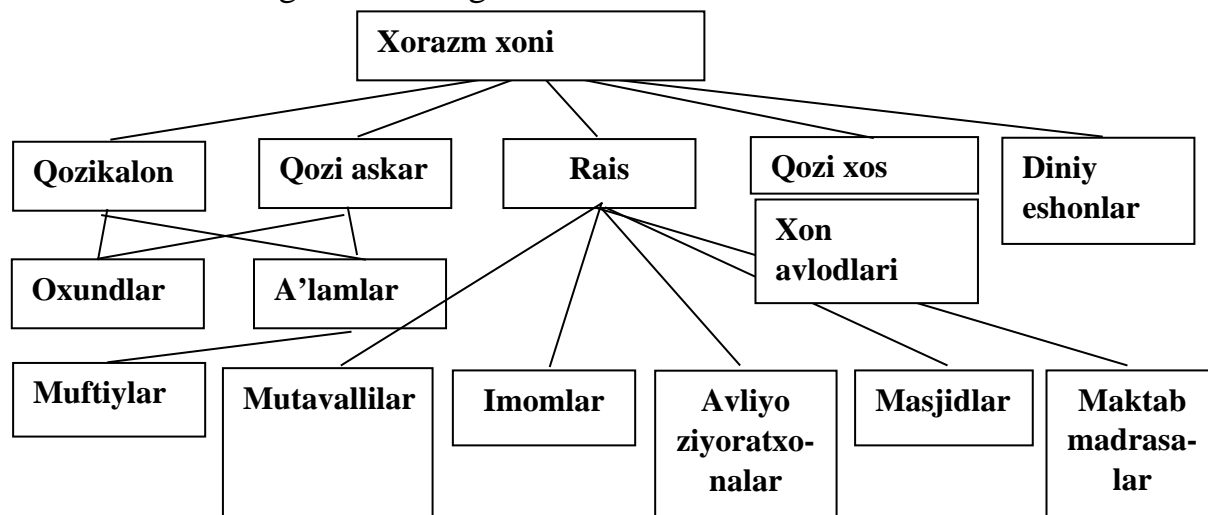 Xorazm xoni
Qozikalon
Qozi askar
Rais
Qozi xos
Diniy
eshonlar
Xon
avlodlari
Oxundlar
A’lamlar
Muftiylar
Mutavallilar
Imomlar
Avliyo
ziyoratxo-
nalar
Masjidlar
Maktab
madrasa-
lar